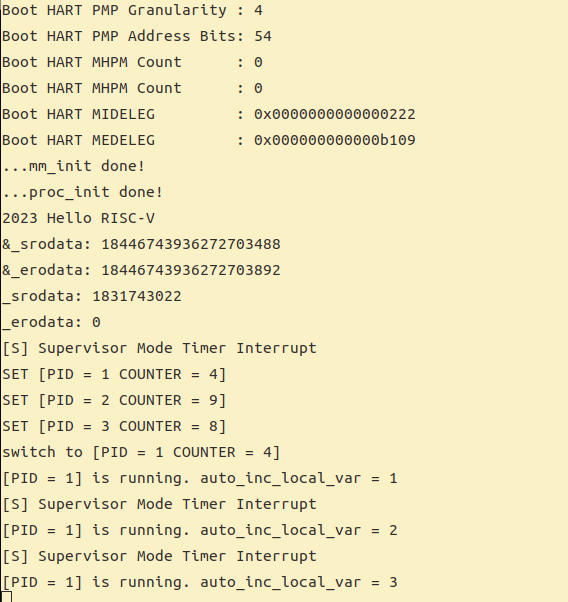 Boot HART PMP Granularity : 4
Boot HART PMP Address Bits: 54
Boot HART MHPM Count      : 0
Boot HART MHPM Count      : 0
Boot HART MIDELEG         : 0x0000000000000222
Boot HART MEDELEG         : 0x000000000000b109
...mm_init done!
...proc_init done!
2023 Hello RISC-V
&_srodata: 18446743936272703488
&_erodata: 18446743936272703892
_srodata: 1831743022
_erodata: 0
[S] Supervisor Mode Timer Interrupt
SET [PID = 1 COUNTER = 4]
SET [PID = 2 COUNTER = 9]
SET [PID = 3 COUNTER = 8]
switch to [PID = 1 COUNTER = 4]
[PID = 1] is running. auto_inc_local_var = 1
[S] Supervisor Mode Timer Interrupt
[PID = 1] is running. auto_inc_local_var = 2
[S] Supervisor Mode Timer Interrupt
[PID = 1] is running. auto_inc_local_var = 3